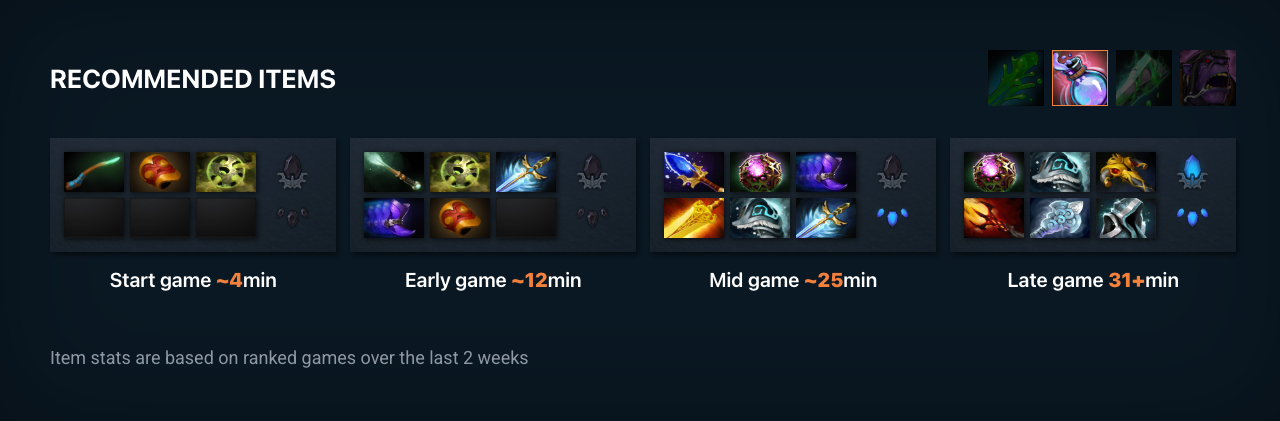 RECOMMENDED ITEMS
Start game ~4min
Early game ~12min
Mid game ~25min
Late game 31+min
Item stats are based on ranked games over the last 2 weeks